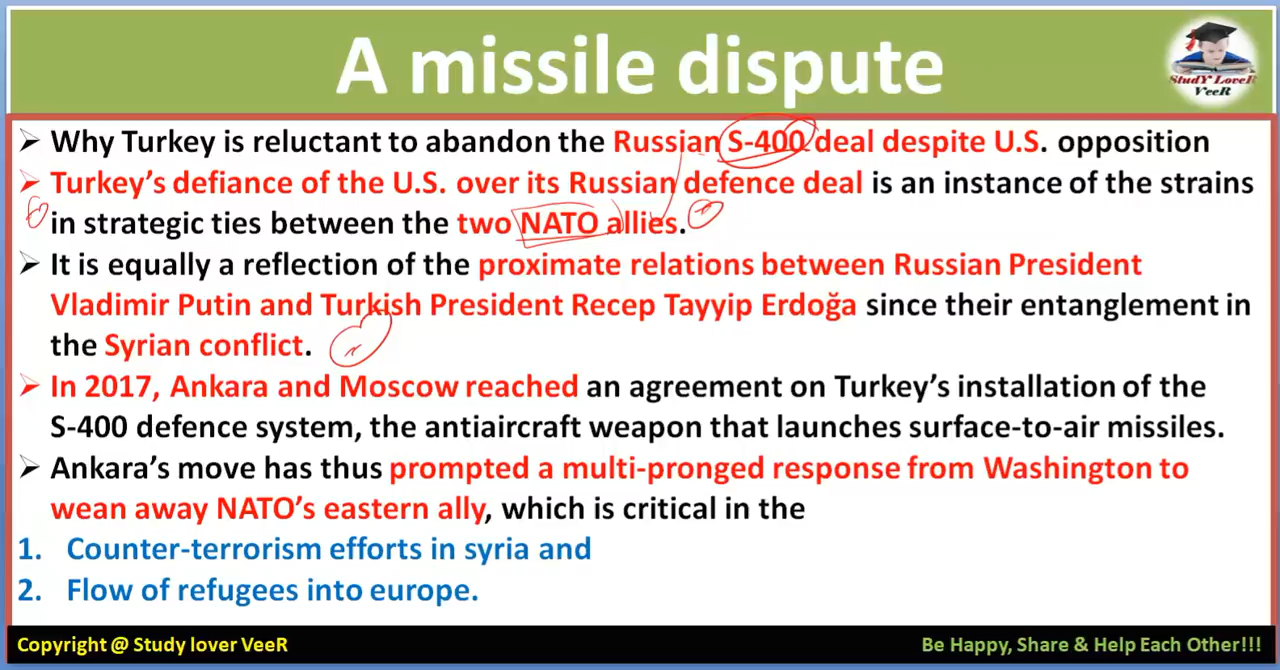 A missile dispute
StudY LoveR
VeeR
➢ Why Turkey is reluctant to abandon the Russian S-400 deal despite U.S. opposition
➢ Turkey's defiance of the U.S. over its Russian defence deal is an instance of the strains
in strategic ties between the two NATO allies.
➢ It is equally a reflection of the proximate relations between Russian President
Vladimir Putin and Turkish President Recep Tayyip Erdoğa since their entanglement in
the Syrian conflict.
➢ In 2017, Ankara and Moscow reached an agreement on Turkey's installation of the
S-400 defence system, the antiaircraft weapon that launches surface-to-air missiles.
➢ Ankara's move has thus prompted a multi-pronged response from Washington to
wean away NATO's eastern ally, which is critical in the
1. Counter-terrorism efforts in syria and
2. Flow of refugees into europe.
Copyright @ Study lover VeeR
Be Happy, Share & Help Each Other!!!